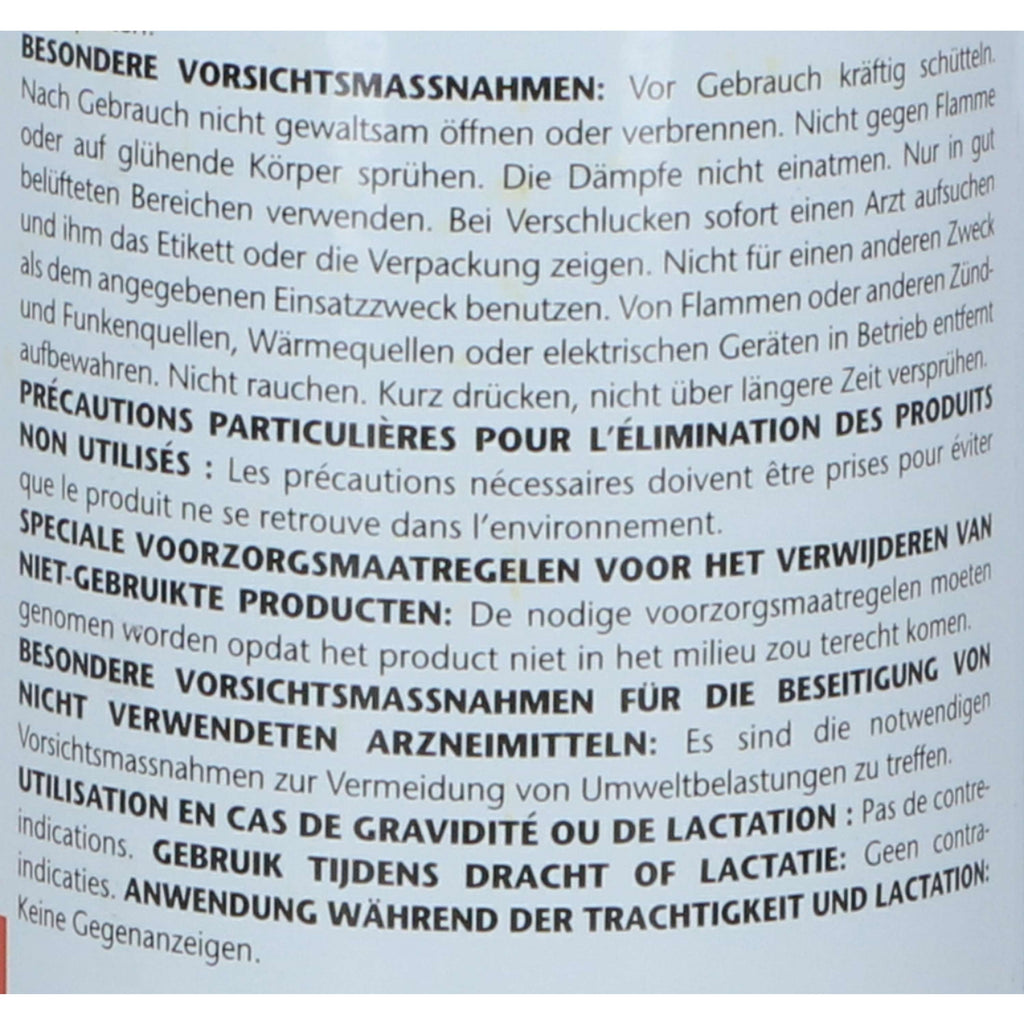 BESONDERE VORSICHTSMASSNAHMEN: Vor Gebrauch kräftig schütteln.
Nach Gebrauch nicht gewaltsam öffnen oder verbrennen. Nicht gegen Flamme
oder auf glühende Körper sprühen. Die Dämpfe nicht einatmen. Nur in gut
belüfteten Bereichen verwenden. Bei Verschlucken sofort einen Arzt aufsuchen
und ihm das Etikett oder die Verpackung zeigen. Nicht für einen anderen Zweck
als dem angegebenen Einsatzzweck benutzen. Von Flammen oder anderen Zünd-
und Funkenquellen, Wärmequellen oder elektrischen Geräten in Betrieb entfernt
aufbewahren. Nicht rauchen. Kurz drücken, nicht über längere Zeit versprühen.
PRÉCAUTIONS PARTICULIÈRES POUR L'ÉLIMINATION DES PRODUITS
NON UTILISÉS : Les précautions nécessaires doivent être prises pour éviter
que le produit ne se retrouve dans l'environnement.
SPECIALE VOORZORGSMAATREGELEN VOOR HET VERWIJDEREN VAN
NIET-GEBRUIKTE PRODUCTEN: De nodige voorzorgsmaatregelen moeten
genomen worden opdat het product niet in het milieu zou terecht komen.
BESONDERE VORSICHTSMASSNAHMEN FÜR DIE BESEITIGUNG VON
NICHT VERWENDETEN ARZNEIMITTELN: Es sind die notwendigen
Vorsichtsmassnahmen zur Vermeidung von Umweltbelastungen zu treffen.
UTILISATION EN CAS DE GRAVIDITÉ OU DE LACTATION : Pas de contre-
indications. GEBRUIK TIJDENS DRACHT OF LACTATIE: Geen contra-
indicaties. ANWENDUNG WÄHREND DER TRACHTIGKEIT UND LACTATION:
Keine Gegenanzeigen.